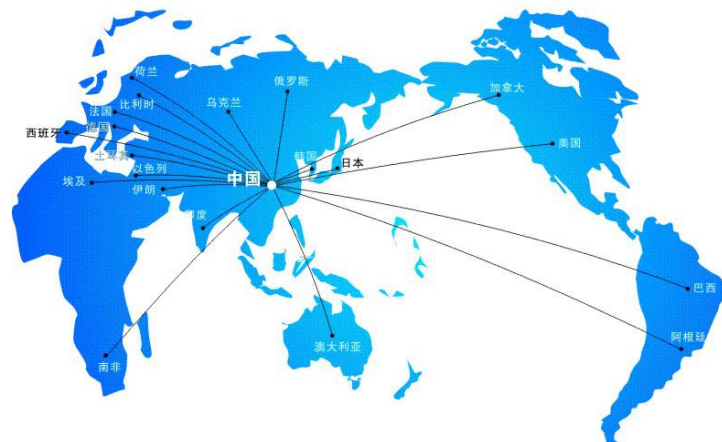 荷兰
俄罗斯
加拿大
比利时
乌克兰
法国
德国
西班牙
美国
土耳其
韩国
日本
以色列
埃及
中国
伊朗
印度
巴西
阿根廷
澳大利亚
南非